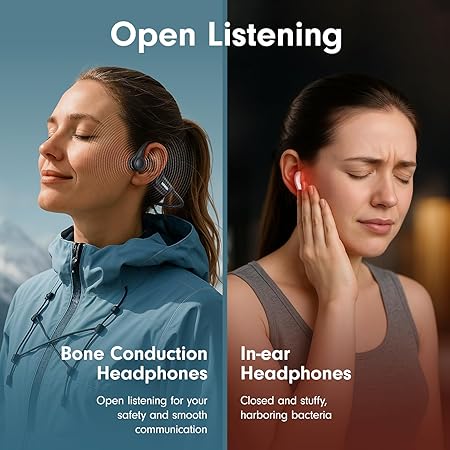 Open Listening
Bone Conduction
Headphones
Open listening for your
safety and smooth
communication
In-ear
Headphones
Closed and stuffy,
harboring bacteria